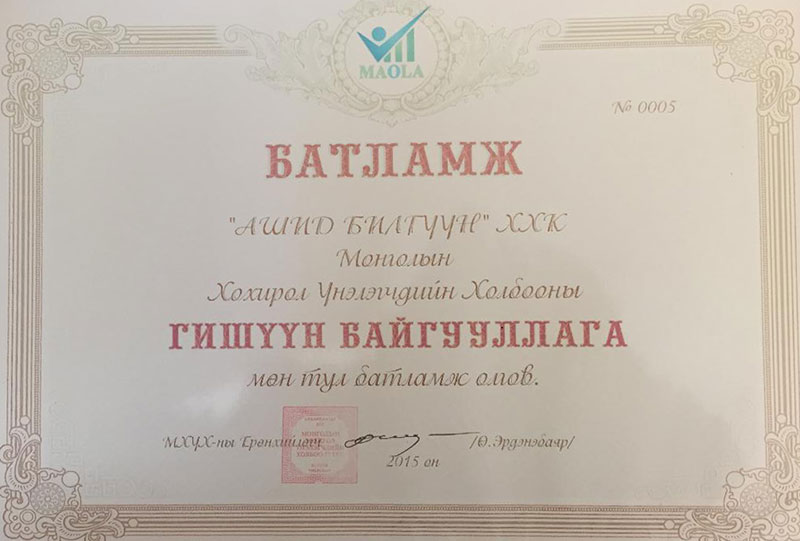 MAOLA
№ 0005
БАТЛАМЖ
"АШИД БИЛГҮҮН" ХХК
Монголын
Хохирол Үнэлэгчдийн Холбооны
ГИШҮҮН БАЙГУУЛЛАГА
мөн тул батламж олгов.
МХҮХ-ны Ерөнхийлөгч /Ө.Эрдэнэбаяр/
2015 он